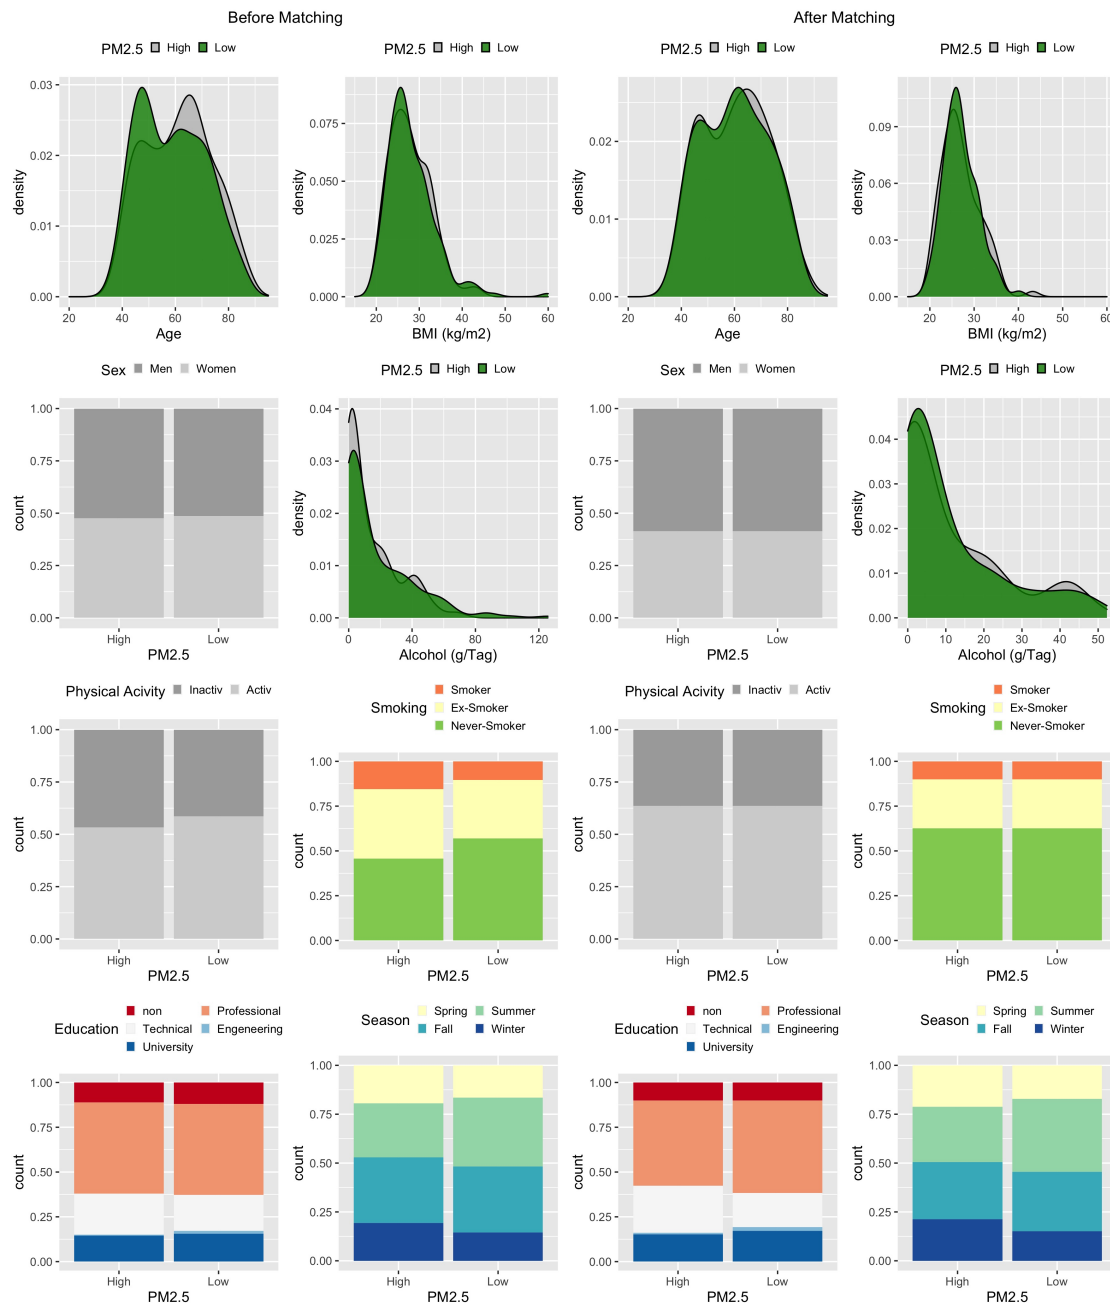 Before Matching After Matching
PM2.5 High Low PM2.5 High Low PM2.5 High Low PM2.5 High Low
density 0.00 0.01 0.02 0.03 20 40 60 80 Age
density 0.000 0.025 0.050 0.075 20 30 40 50 60 BMI (kg/m2)
density 0.00 0.01 0.02 20 40 60 80 Age
density 0.00 0.03 0.06 0.09 20 30 40 50 60 BMI (kg/m2)
Sex Men Women PM2.5 High Low Sex Men Women PM2.5 High Low
count 0.00 0.25 0.50 0.75 1.00 High Low PM2.5
density 0.00 0.01 0.02 0.03 0.04 0 40 80 120 Alcohol (g/Tag)
count 0.00 0.25 0.50 0.75 1.00 High Low PM2.5
density 0.00 0.01 0.02 0.03 0.04 0 10 20 30 40 50 Alcohol (g/Tag)
Physical Acivity Inactiv Activ
count 0.00 0.25 0.50 0.75 1.00 High Low PM2.5
Smoking Smoker Ex-Smoker Never-Smoker
count 0.00 0.25 0.50 0.75 1.00 High Low PM2.5
Physical Acivity Inactiv Activ
count 0.00 0.25 0.50 0.75 1.00 High Low PM2.5
Smoking Smoker Ex-Smoker Never-Smoker
count 0.00 0.25 0.50 0.75 1.00 High Low PM2.5
Education non Professional Technical Engeneering University
count 0.00 0.25 0.50 0.75 1.00 High Low PM2.5
Season Spring Summer Fall Winter
count 0.00 0.25 0.50 0.75 1.00 High Low PM2.5
Education non Professional Technical Engineering University
count 0.00 0.25 0.50 0.75 1.00 High Low PM2.5
Season Spring Summer Fall Winter
count 0.00 0.25 0.50 0.75 1.00 High Low PM2.5